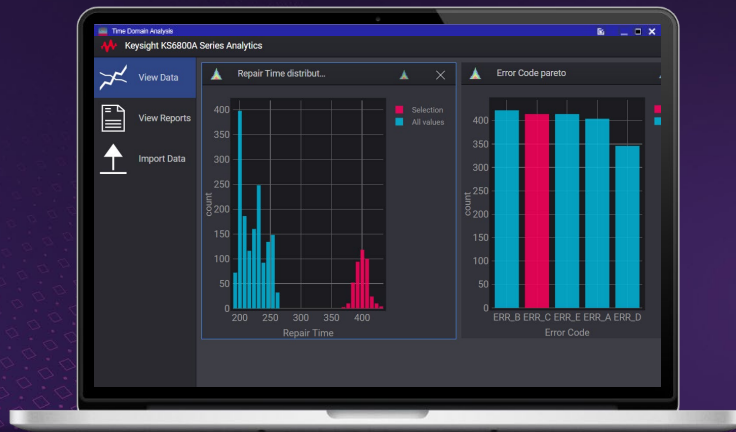 Time Domain Analysis
Keysight KS6800A Series Analytics
View Data
View Reports
Import Data
Repair Time distribut...
Selection
All values
400
350
300
250
200
150
100
50
0
count
200 250 300 350 400
Repair Time
Error Code pareto
400
350
300
250
200
150
100
50
0
count
ERR_B ERR_C ERR_E ERR_A ERR_D
Error Code